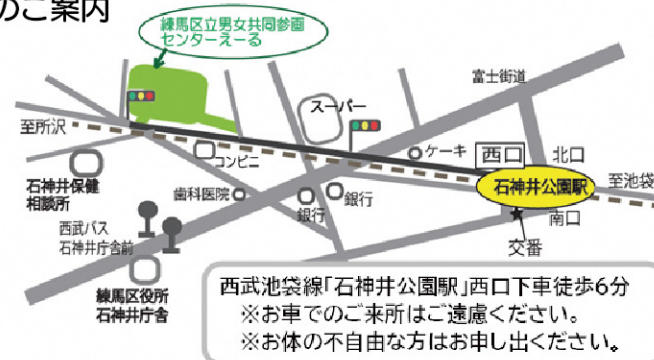 のご案内
練馬区立男女共同参画
センターえーる
富士街道
スーパー
至所沢
コンビニ
ケーキ
西口
北口
石神井公園駅
至池袋
石神井保健
相談所
歯科医院
銀行
銀行
南口
交番
西武バス
石神井庁舎前
練馬区役所
石神井庁舎
西武池袋線「石神井公園駅」西口下車徒歩6分
※お車でのご来所はご遠慮ください。
※お体の不自由な方はお申し出ください。